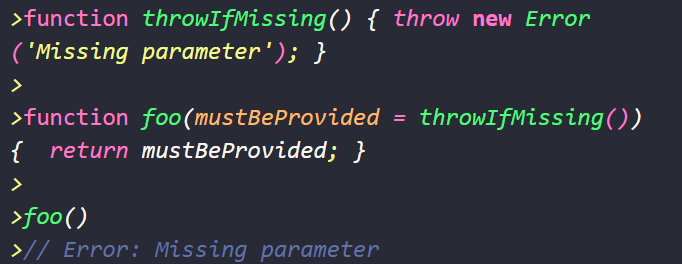 >function throwIfMissing() { throw new Error
('Missing parameter'); }
>
>function foo(mustBeProvided = throwIfMissing())
{  return mustBeProvided; }
>
>foo()
>// Error: Missing parameter